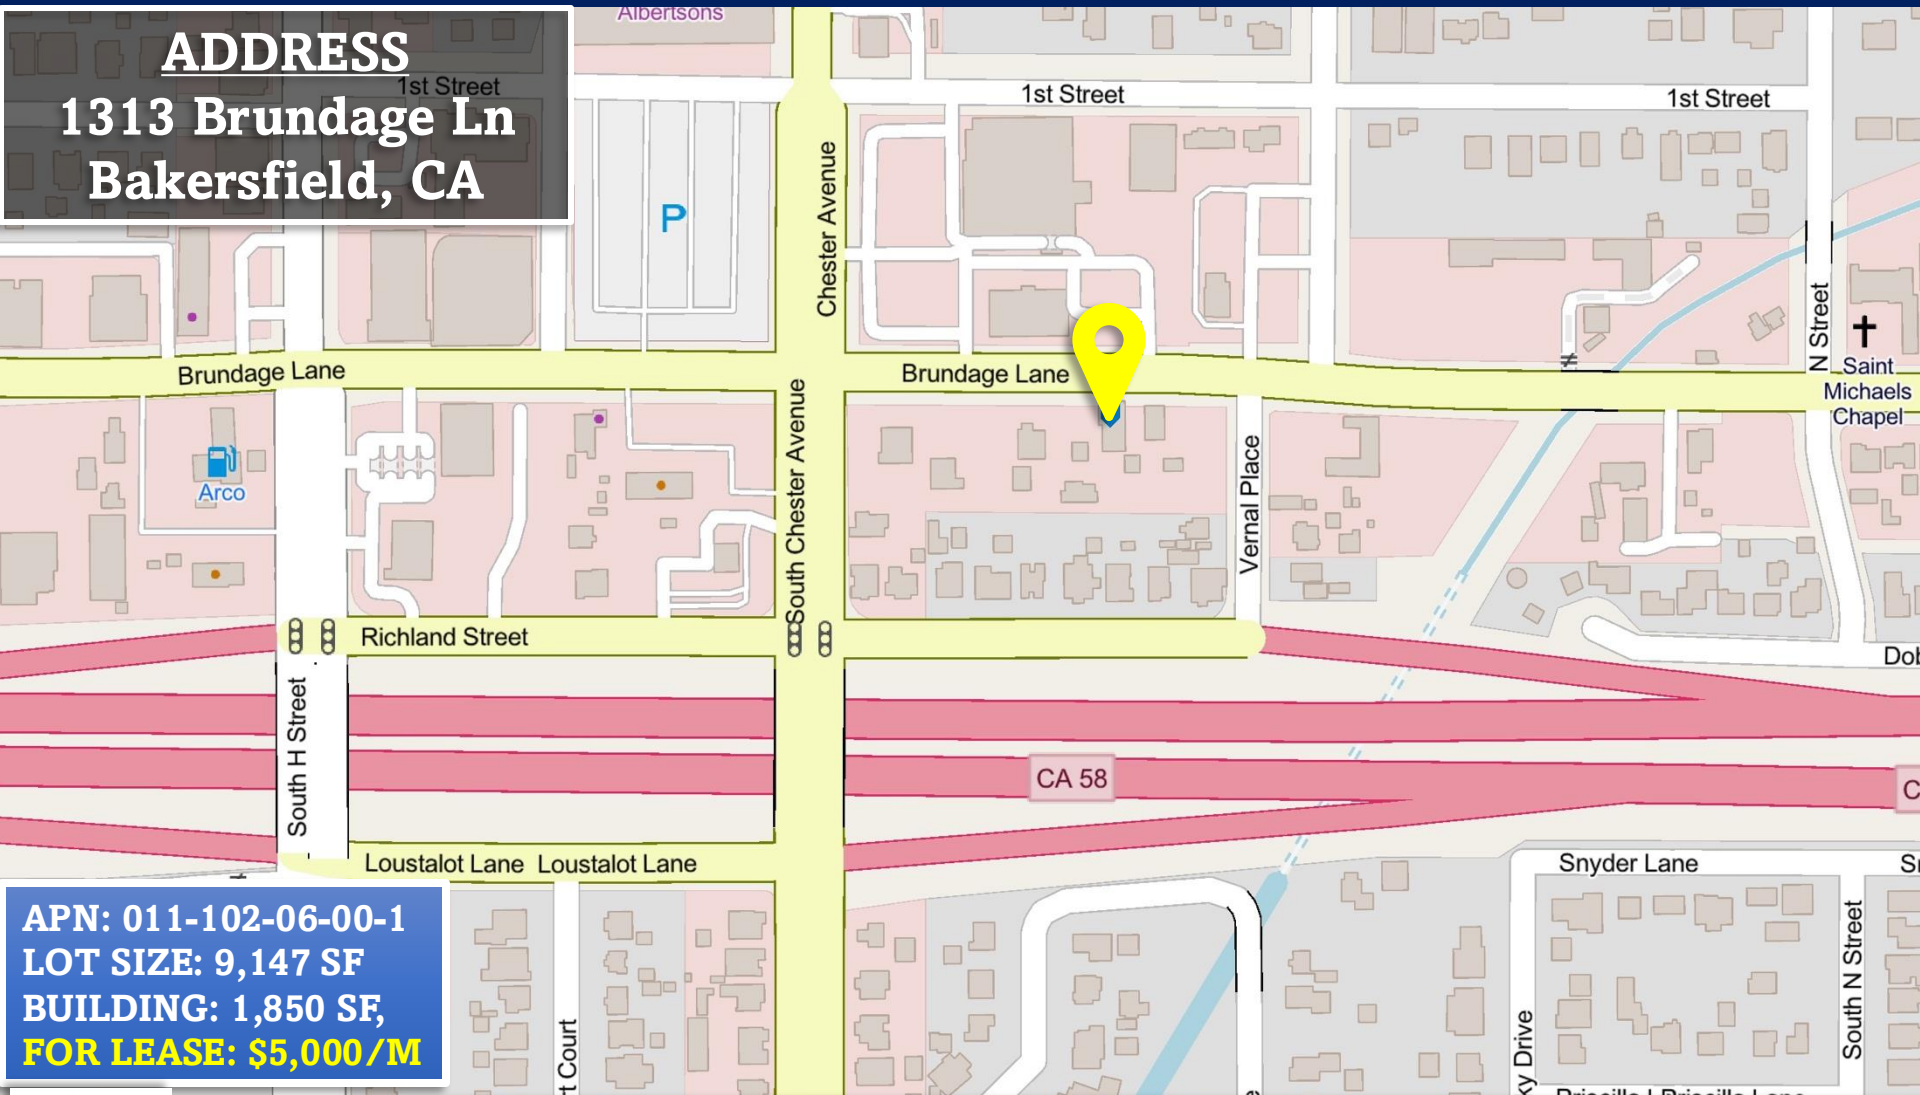 ADDRESS
1313 Brundage Ln
Bakersfield, CA
Albertsons
1st Street
1st Street
1st Street
P
Chester Avenue
N Street
Saint
Michaels
Chapel
Brundage Lane
Brundage Lane
Arco
South Chester Avenue
Vernal Place
Richland Street
South H Street
CA 58
C
Loustalot Lane Loustalot Lane
Snyder Lane
South N Street
APN: 011-102-06-00-1
LOT SIZE: 9,147 SF
BUILDING: 1,850 SF,
FOR LEASE: $5,000/M
t Court
ky Drive